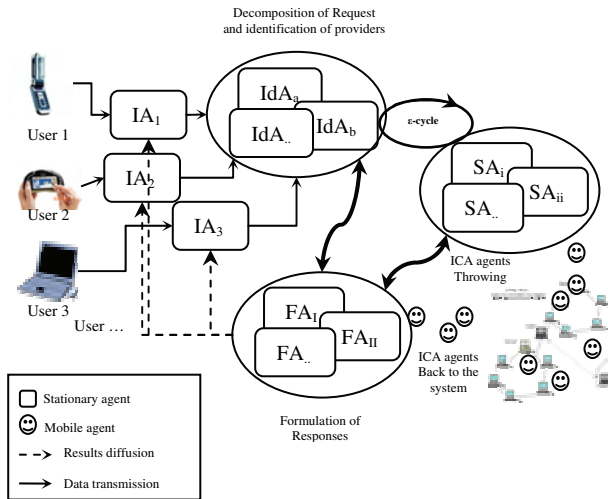 Decomposition of Request
and identification of providers
User 1
User 2
User 3
User …
IA1
IA2
IA3
IdAa
IdAb
IdA..
ε-cycle
SAi
SAii
SA..
ICA agents
Throwing
FAI
FAII
FA..
ICA agents
Back to the
system
Formulation of
Responses
Stationary agent
Mobile agent
Results diffusion
Data transmission